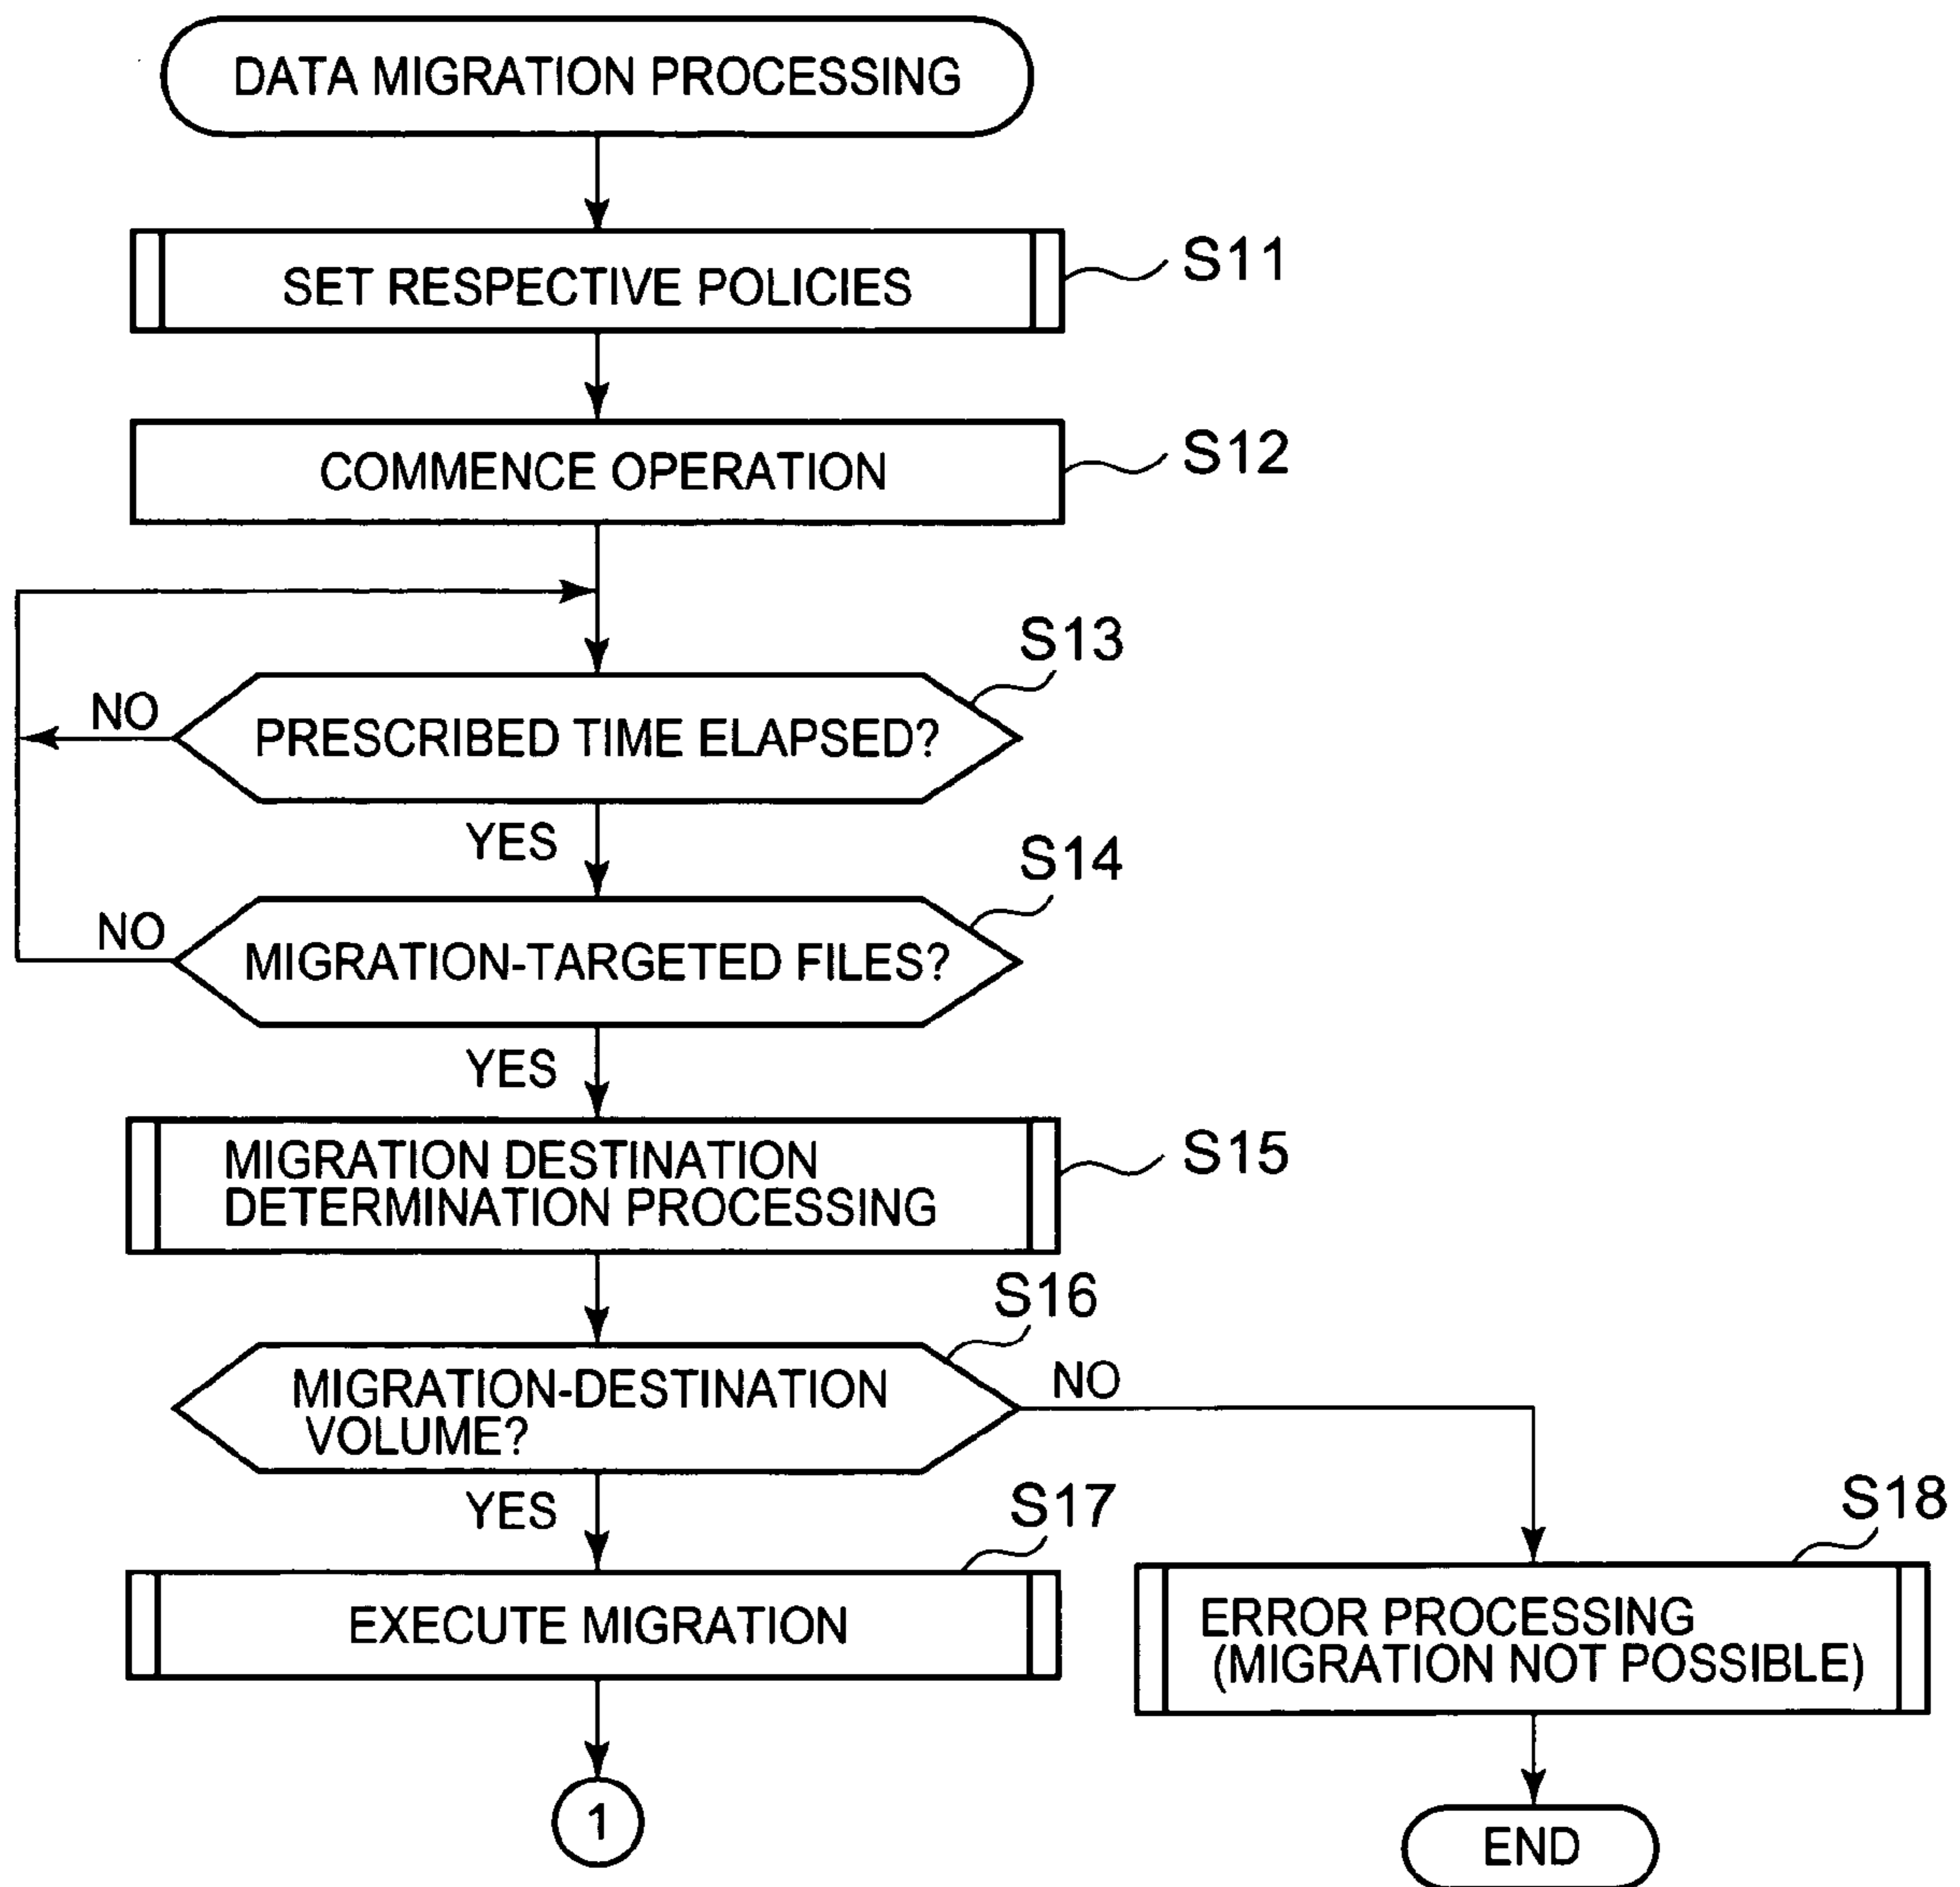 DATA MIGRATION PROCESSING
SET RESPECTIVE POLICIES
S11
COMMENCE OPERATION
S12
S13
NO
PRESCRIBED TIME ELAPSED?
YES
S14
NO
MIGRATION-TARGETED FILES?
YES
MIGRATION DESTINATION
DETERMINATION PROCESSING
S15
S16
MIGRATION-DESTINATION
VOLUME?
NO
YES
S17
EXECUTE MIGRATION
S18
ERROR PROCESSING
(MIGRATION NOT POSSIBLE)
1
END